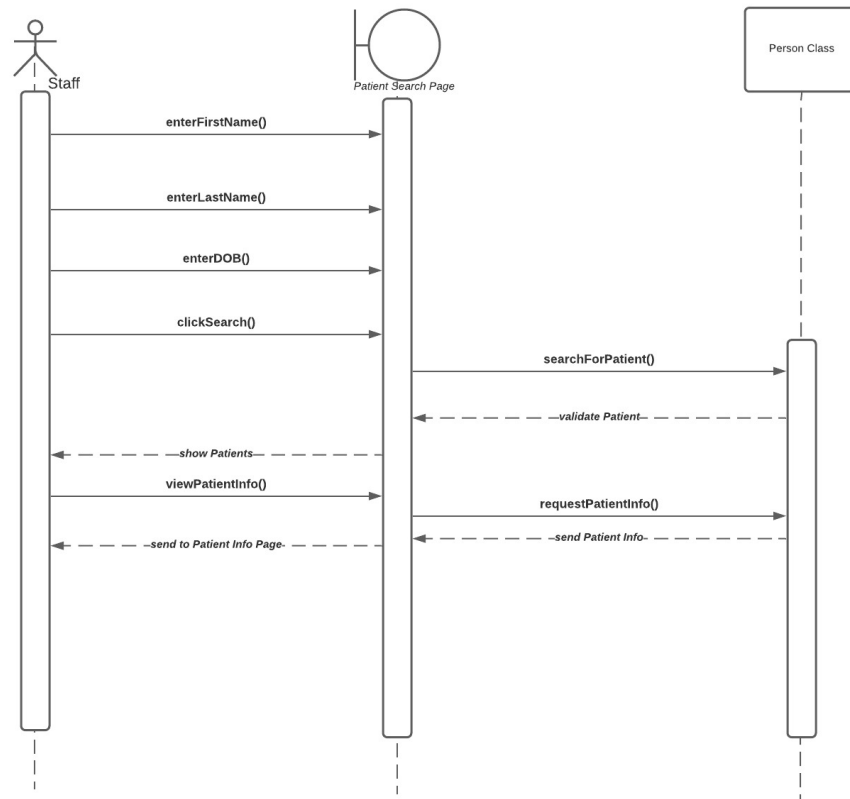 Staff
Patient Search Page
Person Class
enterFirstName()
enterLastName()
enterDOB()
clickSearch()
searchForPatient()
validate Patient
show Patients
viewPatientInfo()
requestPatientInfo()
send Patient Info
send to Patient Info Page